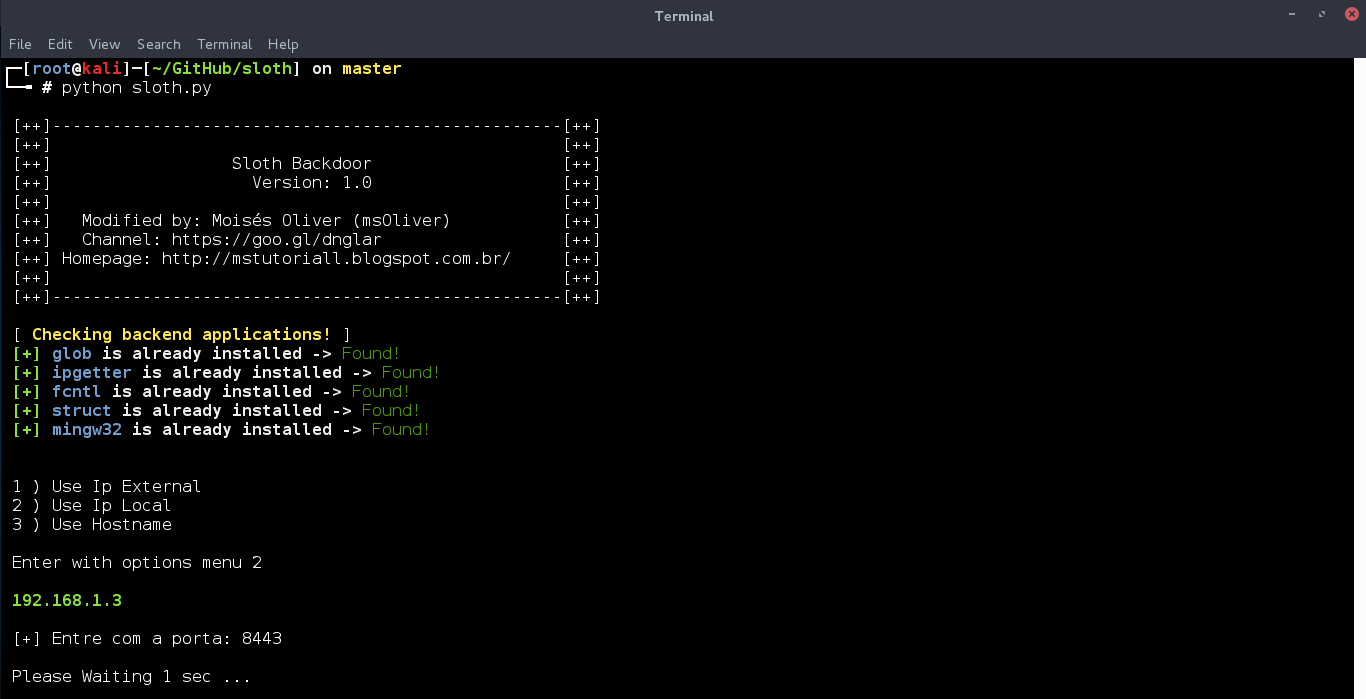 Terminal
File Edit View Search Terminal Help
┌─[root@kali]─[~/GitHub/sloth] on master
└─╼ # python sloth.py
[++]---------------------------------------------------[++]
[++] [++]
[++] Sloth Backdoor [++]
[++] Version: 1.0 [++]
[++] [++]
[++] Modified by: Moisés Oliver (msOliver) [++]
[++] Channel: https://goo.gl/dnglar [++]
[++] Homepage: http://mstutoriall.blogspot.com.br/ [++]
[++] [++]
[++]---------------------------------------------------[++]
[ Checking backend applications! ]
[+] glob is already installed -> Found!
[+] ipgetter is already installed -> Found!
[+] fcntl is already installed -> Found!
[+] struct is already installed -> Found!
[+] mingw32 is already installed -> Found!
1 ) Use Ip External
2 ) Use Ip Local
3 ) Use Hostname
Enter with options menu 2
192.168.1.3
[+] Entre com a porta: 8443
Please Waiting 1 sec ...